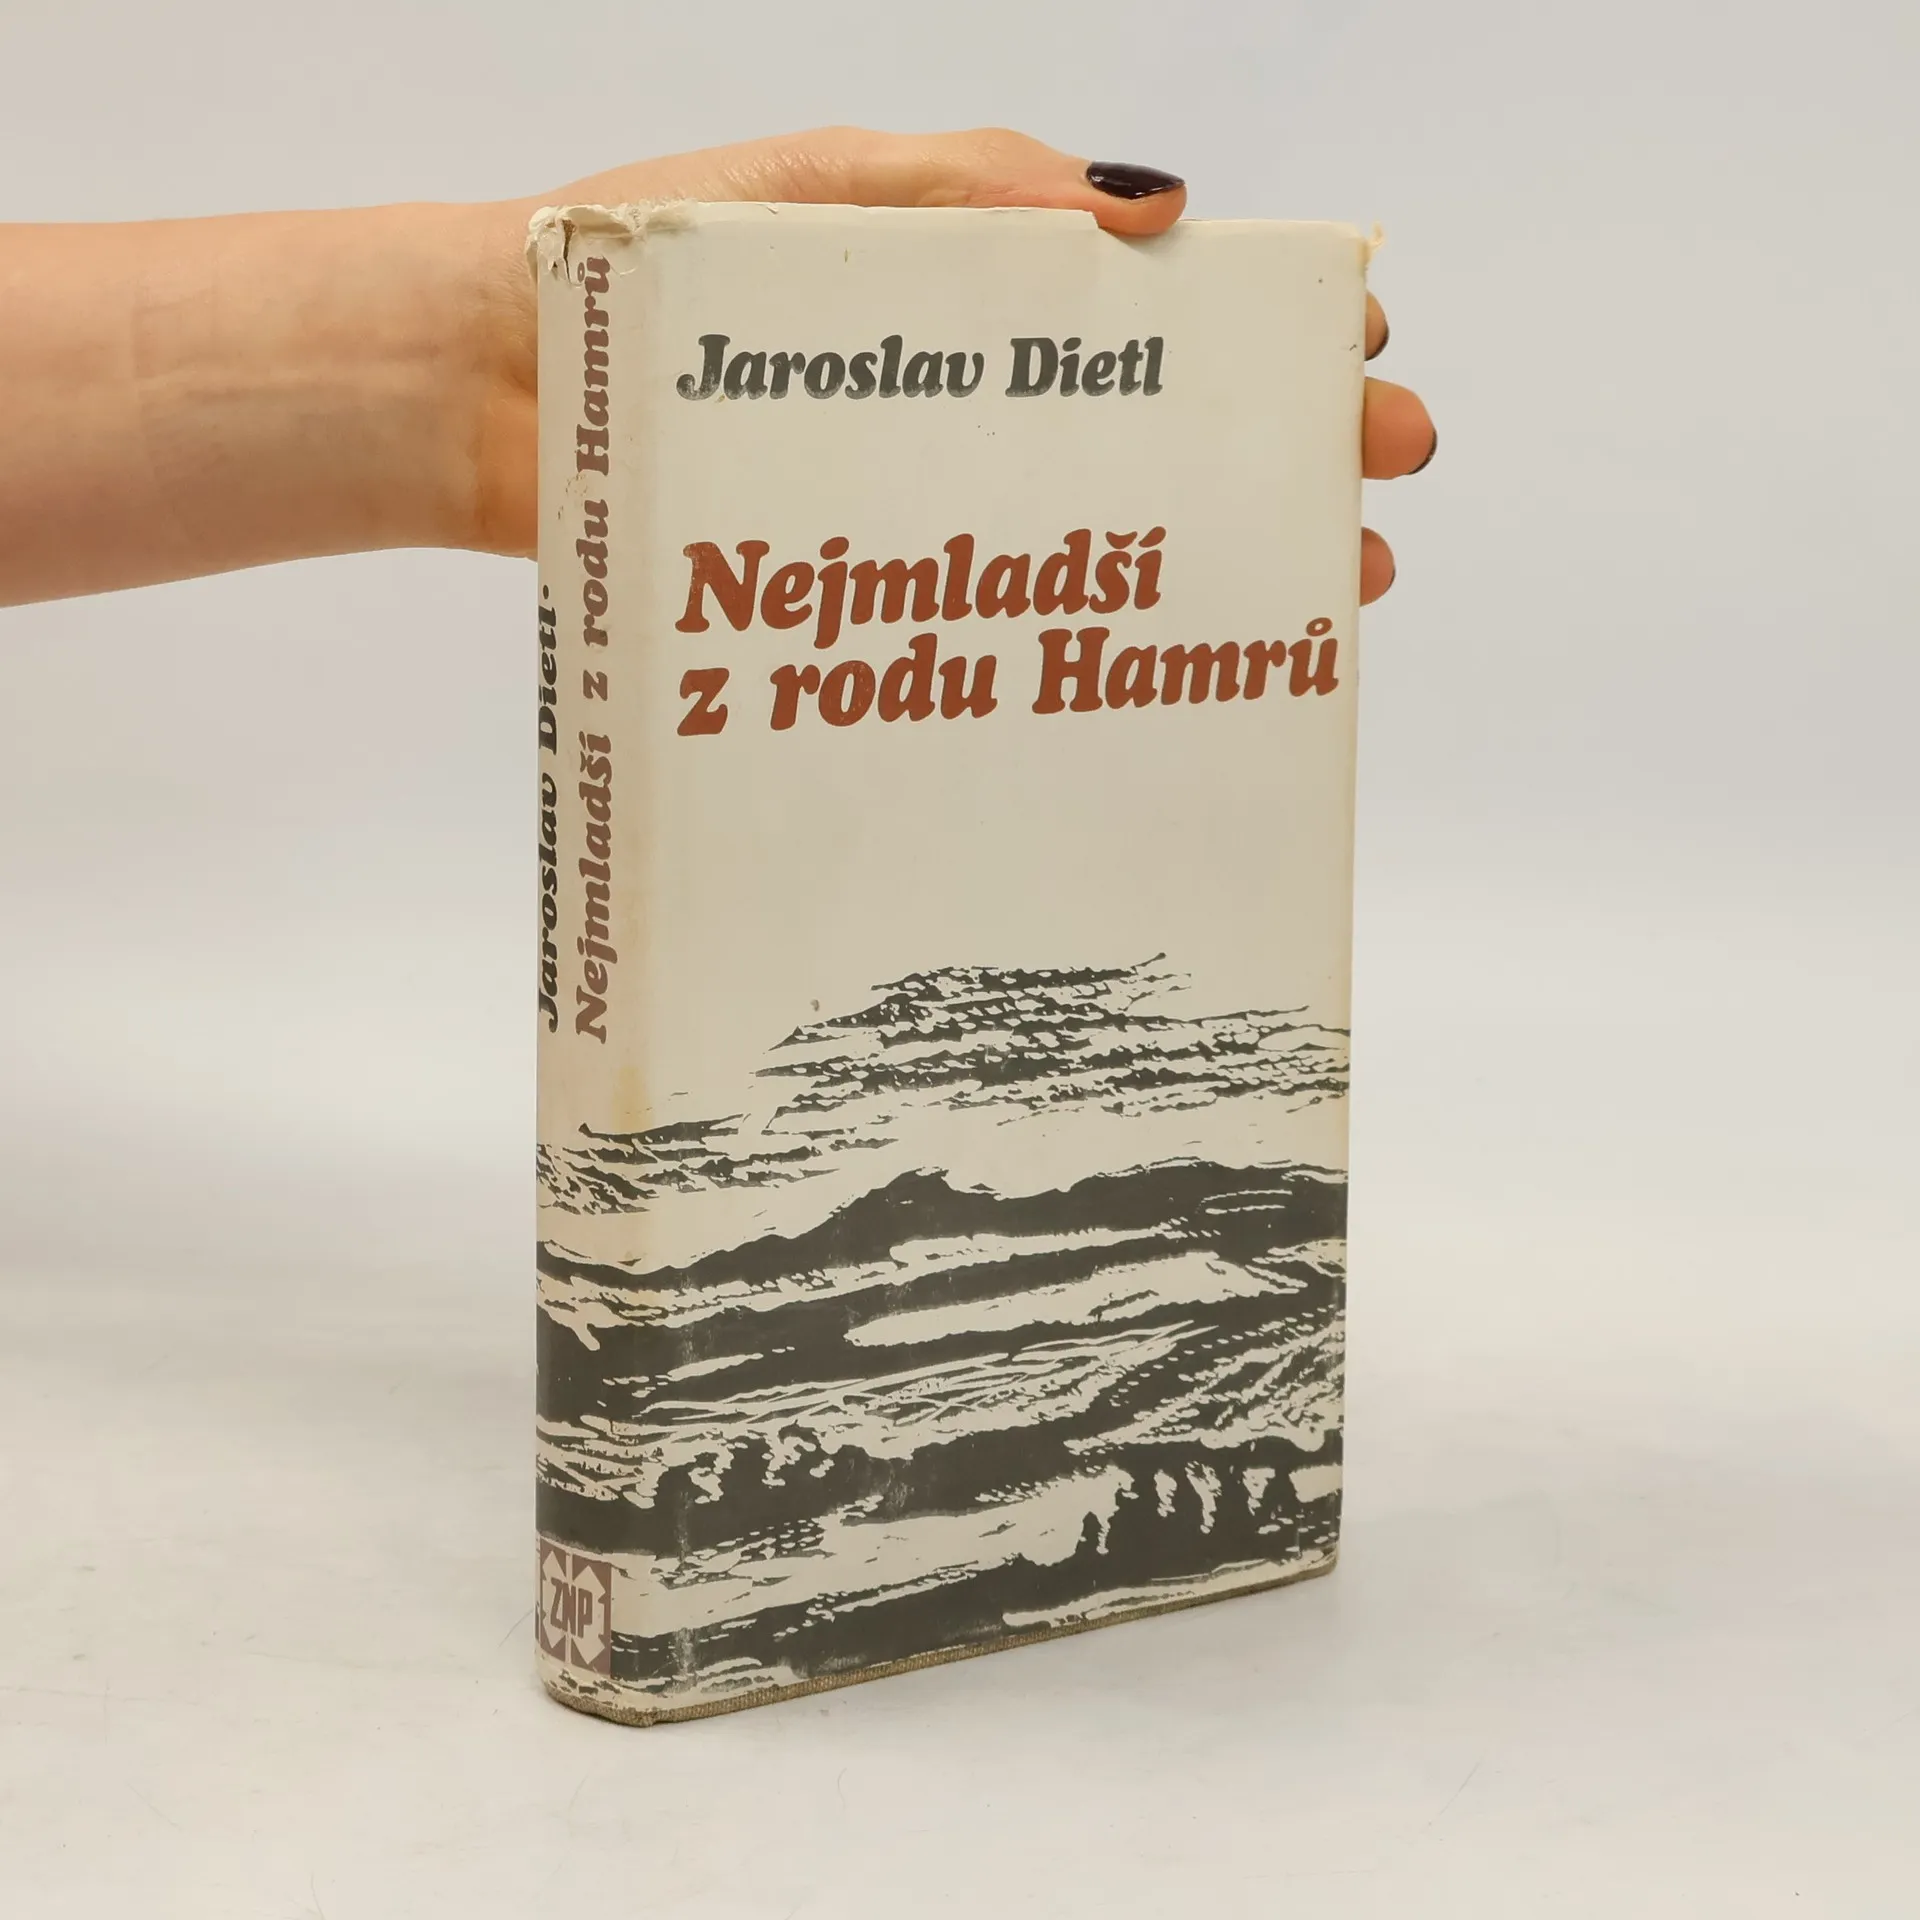 Jaroslav Dietl
Nejmladší
z rodu Hamrů
Jaroslav Dietl·
Nejmladší z rodu Hamrů
ZNP